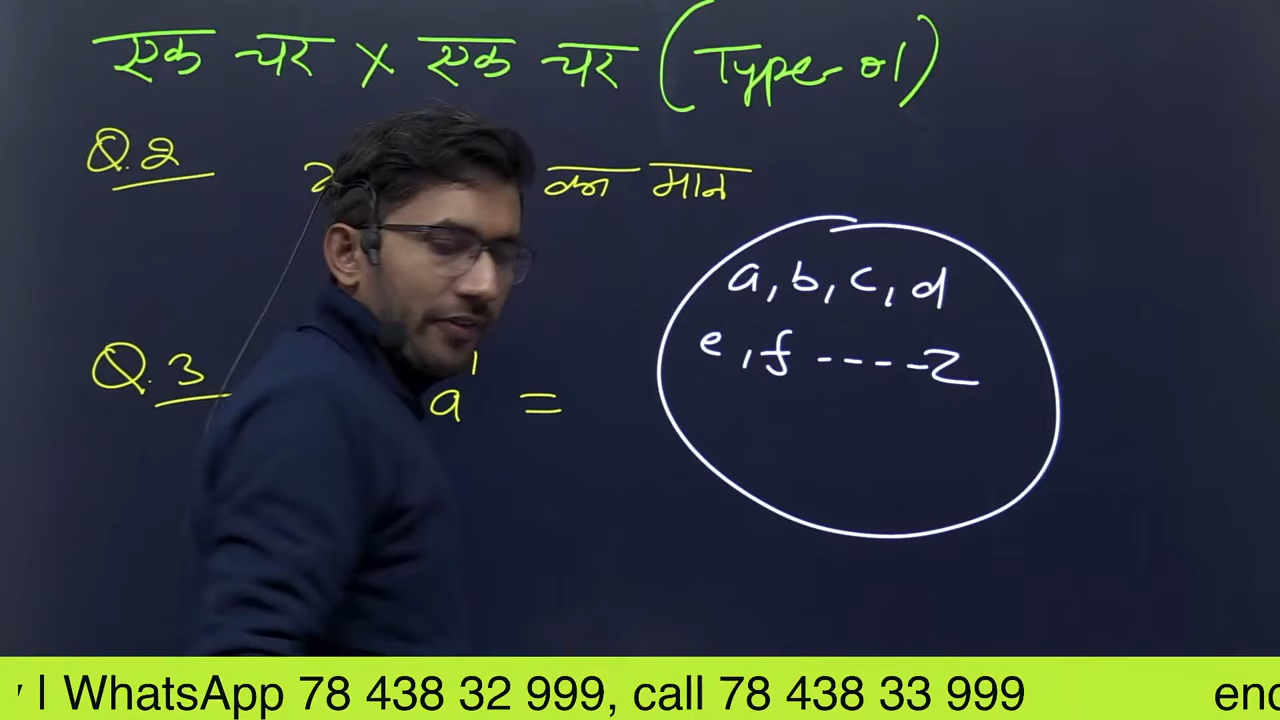 एक चर × एक चर (Type-01)
Q.2 का मान
a, b, c, d
e, f ----- z
Q.3 a¹ =
I WhatsApp 78 438 32 999, call 78 438 33 999